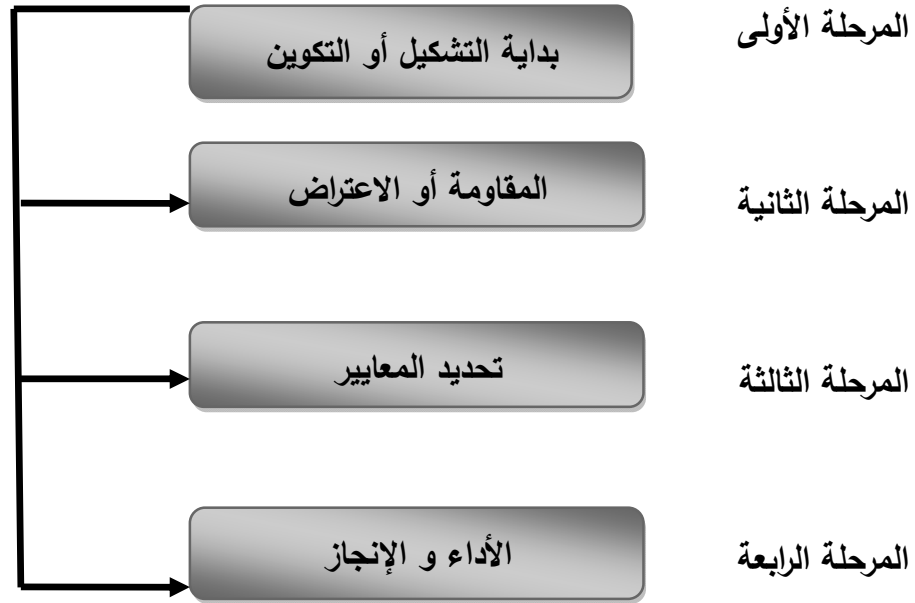 المرحلة الأولى
بداية التشكيل أو التكوين
المرحلة الثانية
المقاومة أو الاعتراض
المرحلة الثالثة
تحديد المعايير
المرحلة الرابعة
الأداء و الإنجاز